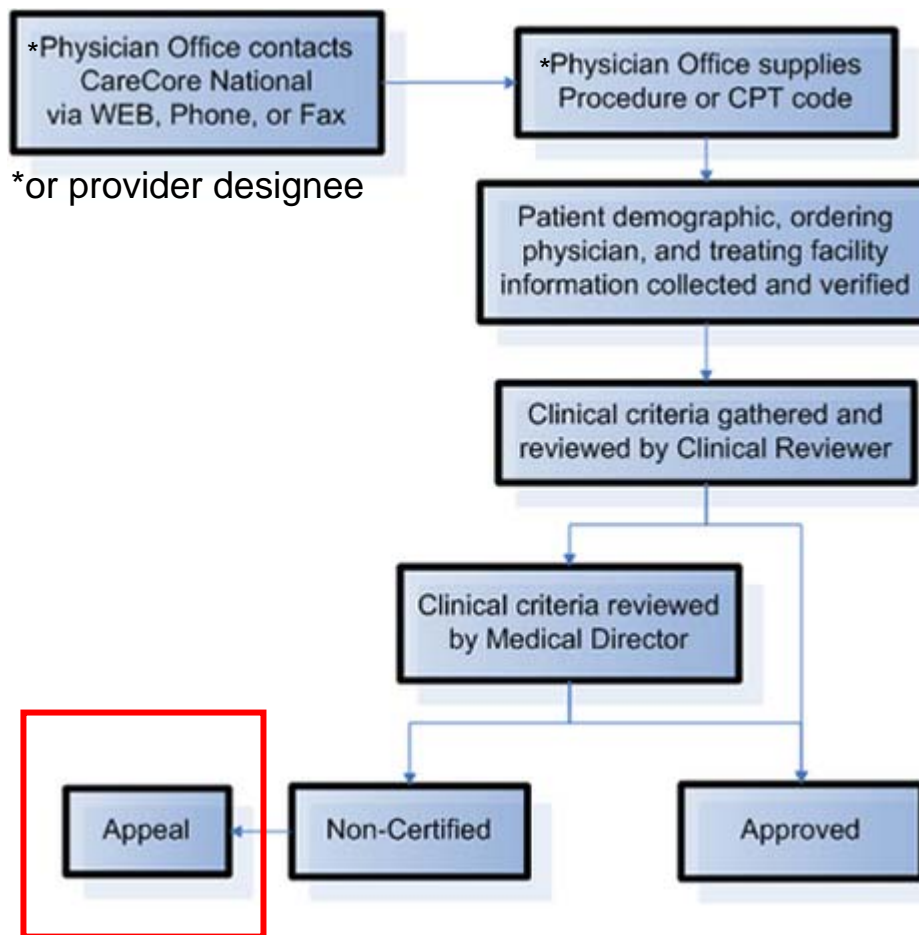 *Physician Office contacts
CareCore National
via WEB, Phone, or Fax
*Physician Office supplies
Procedure or CPT code
*or provider designee
Patient demographic, ordering
physician, and treating facility
information collected and verified
Clinical criteria gathered and
reviewed by Clinical Reviewer
Clinical criteria reviewed
by Medical Director
Appeal
Non-Certified
Approved